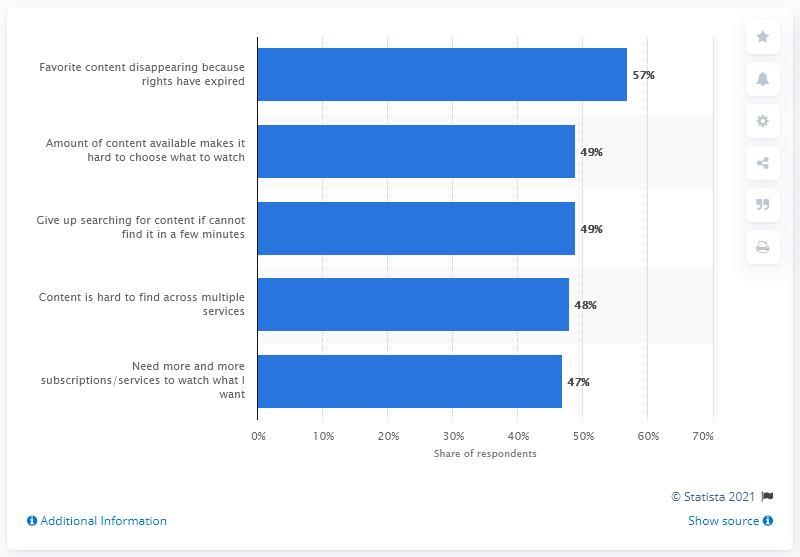 Favorite content disappearing because
rights have expired
57%
Amount of content available makes it
hard to choose what to watch
49%
Give up searching for content if cannot
find it in a few minutes
49%
Content is hard to find across multiple
services
48%
Need more and more
subscriptions/services to watch what I
want
47%
0% 10% 20% 30% 40% 50% 60% 70%
Share of respondents
© Statista 2021
Additional Information
Show source